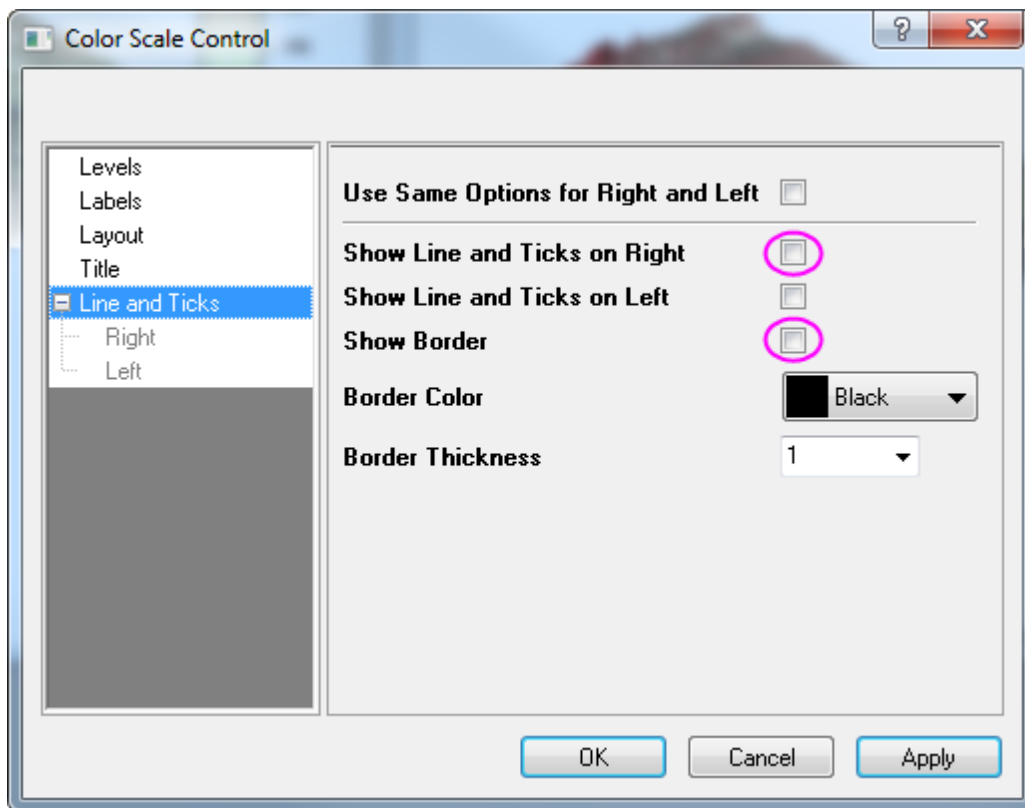 Color Scale Control
?
Levels
Labels
Layout
Title
Line and Ticks
Right
Left
Use Same Options for Right and Left
Show Line and Ticks on Right
Show Line and Ticks on Left
Show Border
Border Color
Black
Border Thickness
1
OK
Cancel
Apply